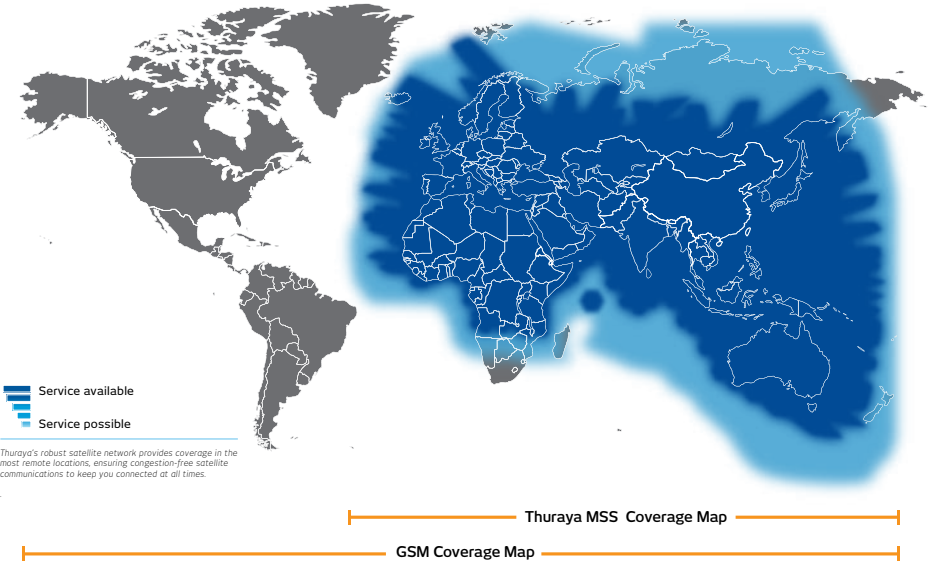 Service available
Service possible
Thuraya's robust satellite network provides coverage in the
most remote locations, ensuring congestion-free satellite
communications to keep you connected at all times.
.
Thuraya MSS  Coverage Map
GSM Coverage Map